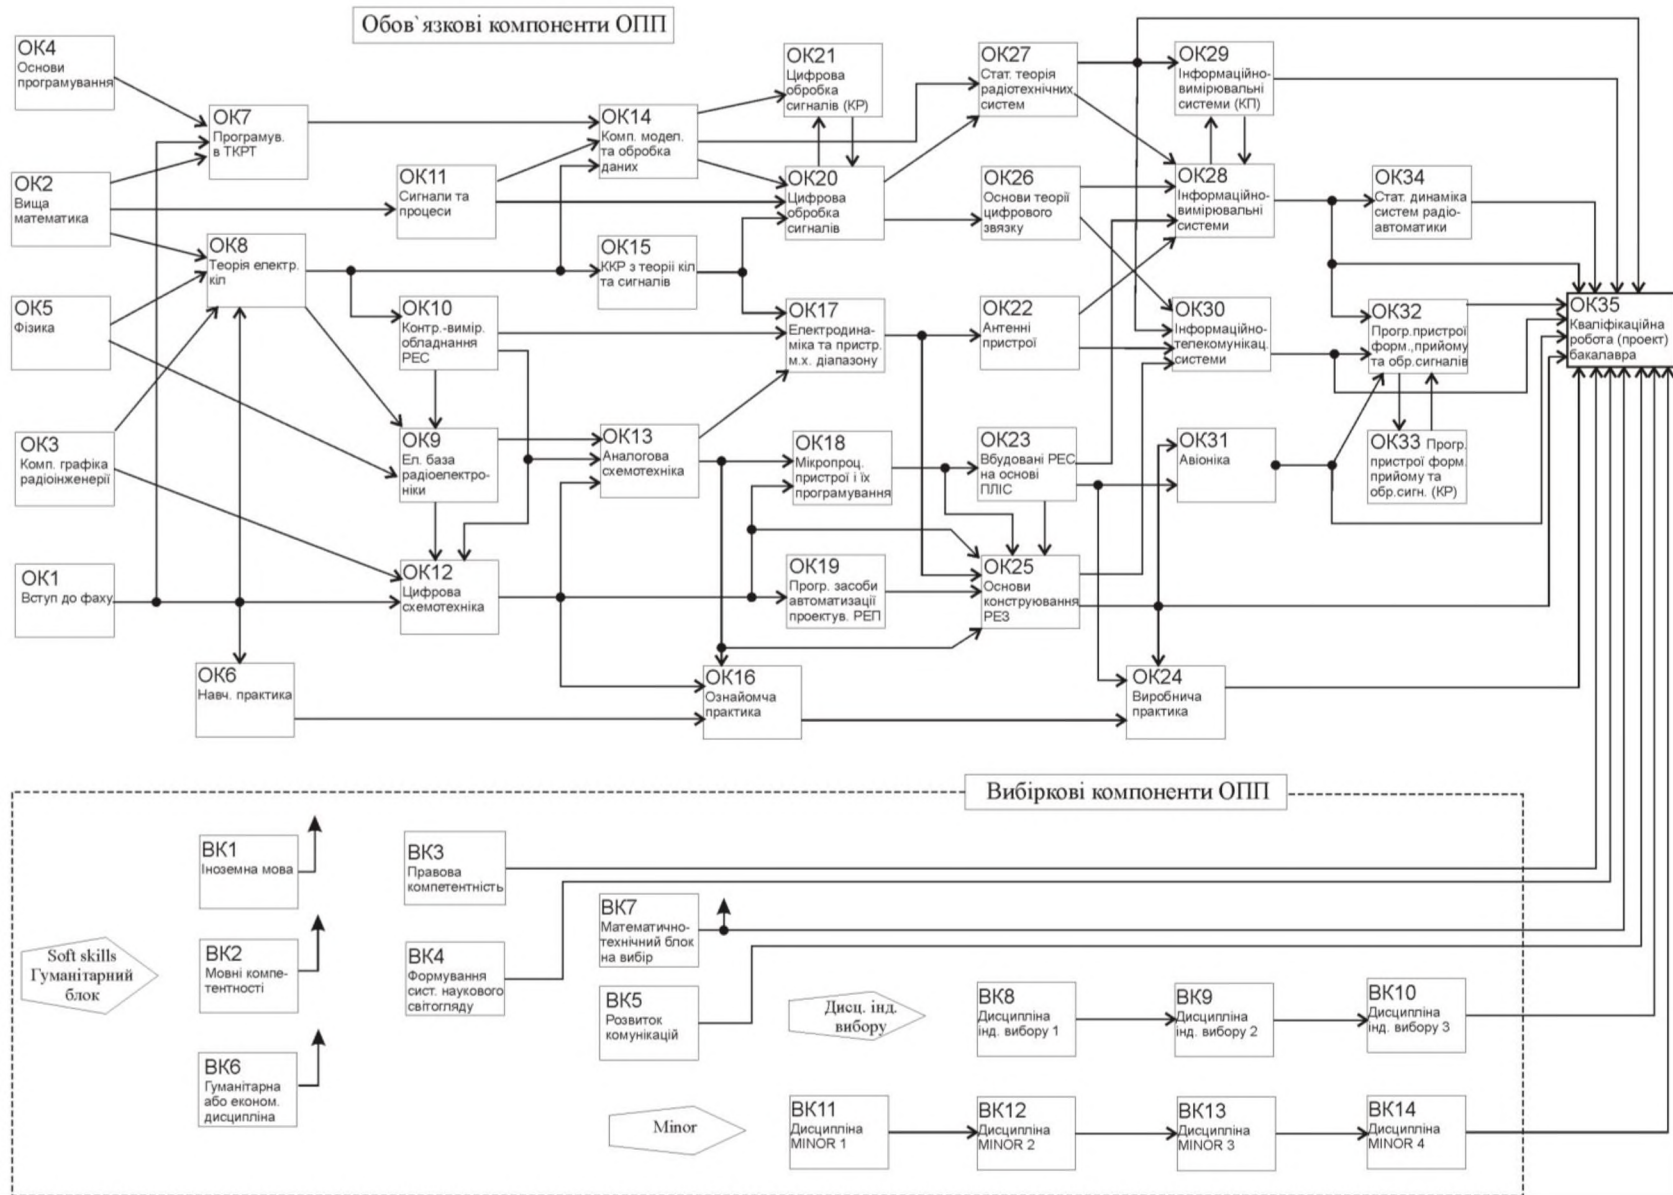 Обов`язкові компоненти ОПП
ОК4
Основи
програмування
ОК2
Вища
математика
ОК5
Фізика
ОК3
Комп. графіка
радіоінженерії
ОК1
Вступ до фаху
ОК7
Програмув.
в ТКРТ
ОК8
Теорія електр.
кіл
ОК6
Навч. практика
ОК11
Сигнали та
процеси
ОК10
Контр.-вимір.
обладнання
РЕС
ОК9
Ел. база
радіоелектро-
ніки
ОК12
Цифрова
схемотехніка
ОК14
Комп. модел.
та обробка
даних
ОК15
ККР з теорії кіл
та сигналів
ОК13
Аналогова
схемотехніка
ОК16
Ознайомча
практика
ОК21
Цифрова
обробка
сигналів (КР)
ОК20
Цифрова
обробка
сигналів
ОК17
Електродина-
міка та пристр.
м.х. діапазону
ОК18
Мікропроц.
пристрої і їх
програмування
ОК19
Прогр. засоби
автоматизації
проектув. РЕП
ОК27
Стат. теорія
радіотехнічних
систем
ОК26
Основи теорії
цифрового
звязку
ОК22
Антенні
пристрої
ОК23
Вбудовані РЕС
на основі
ПЛІС
ОК25
Основи
конструювання
РЕЗ
ОК24
Виробнича
практика
ОК29
Інформаційно-
вимірювальні
системи (КП)
ОК28
Інформаційно-
вимірювальні
системи
ОК30
Інформаційно-
телекомунікац.
системи
ОК31
Авіоніка
ОК34
Стат. динаміка
систем радіо-
автоматики
ОК32
Прогр.пристрої
форм.,прийому
та обр.сигналів
ОК33 Прогр.
пристрої форм.
прийому та
обр.сигн. (КР)
ОК35
Кваліфікаційна
робота (проект)
бакалавра
Вибіркові компоненти ОПП
Soft skills
Гуманітарний
блок
ВК1
Іноземна мова
ВК2
Мовні компе-
тентності
ВК6
Гуманітарна
або економ.
дисципліна
ВК3
Правова
компетентність
ВК4
Формування
сист. наукового
світогляду
ВК7
Математично-
технічний блок
на вибір
ВК5
Розвиток
комунікацій
Дисц. інд.
вибору
ВК8
Дисципліна
інд. вибору 1
ВК9
Дисципліна
інд. вибору 2
ВК10
Дисципліна
інд. вибору 3
Minor
ВК11
Дисципліна
MINOR 1
ВК12
Дисципліна
MINOR 2
ВК13
Дисципліна
MINOR 3
ВК14
Дисципліна
MINOR 4